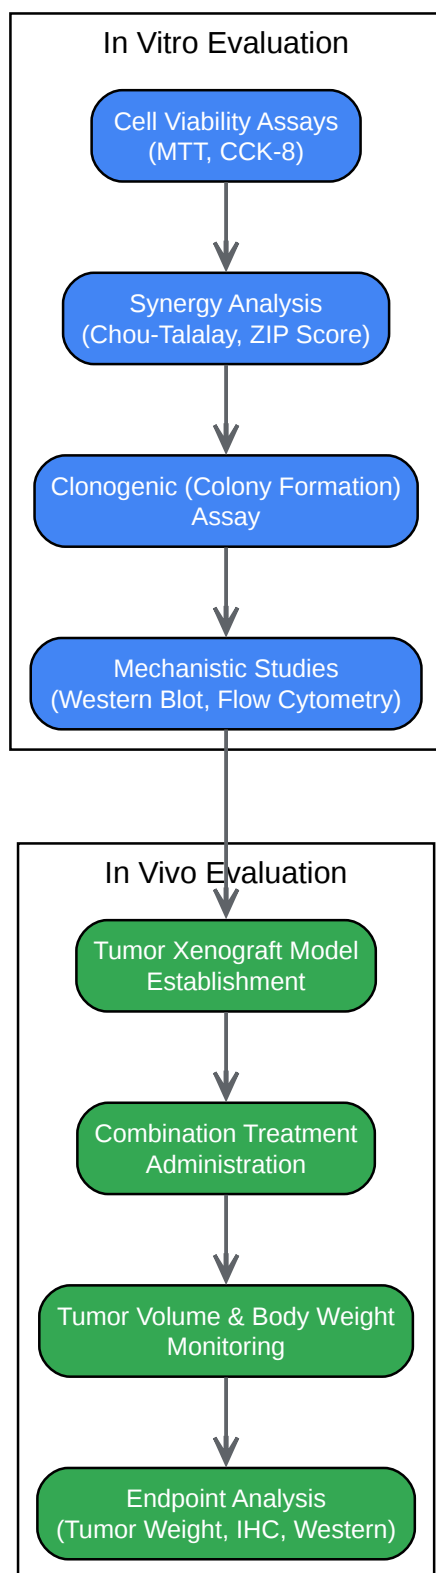 In Vitro Evaluation
Cell Viability Assays
(MTT, CCK-8)
Synergy Analysis
(Chou-Talalay, ZIP Score)
Clonogenic (Colony Formation)
Assay
Mechanistic Studies
(Western Blot, Flow Cytometry)
In Vivo Evaluation
Tumor Xenograft Model
Establishment
Combination Treatment
Administration
Tumor Volume & Body Weight
Monitoring
Endpoint Analysis
(Tumor Weight, IHC, Western)